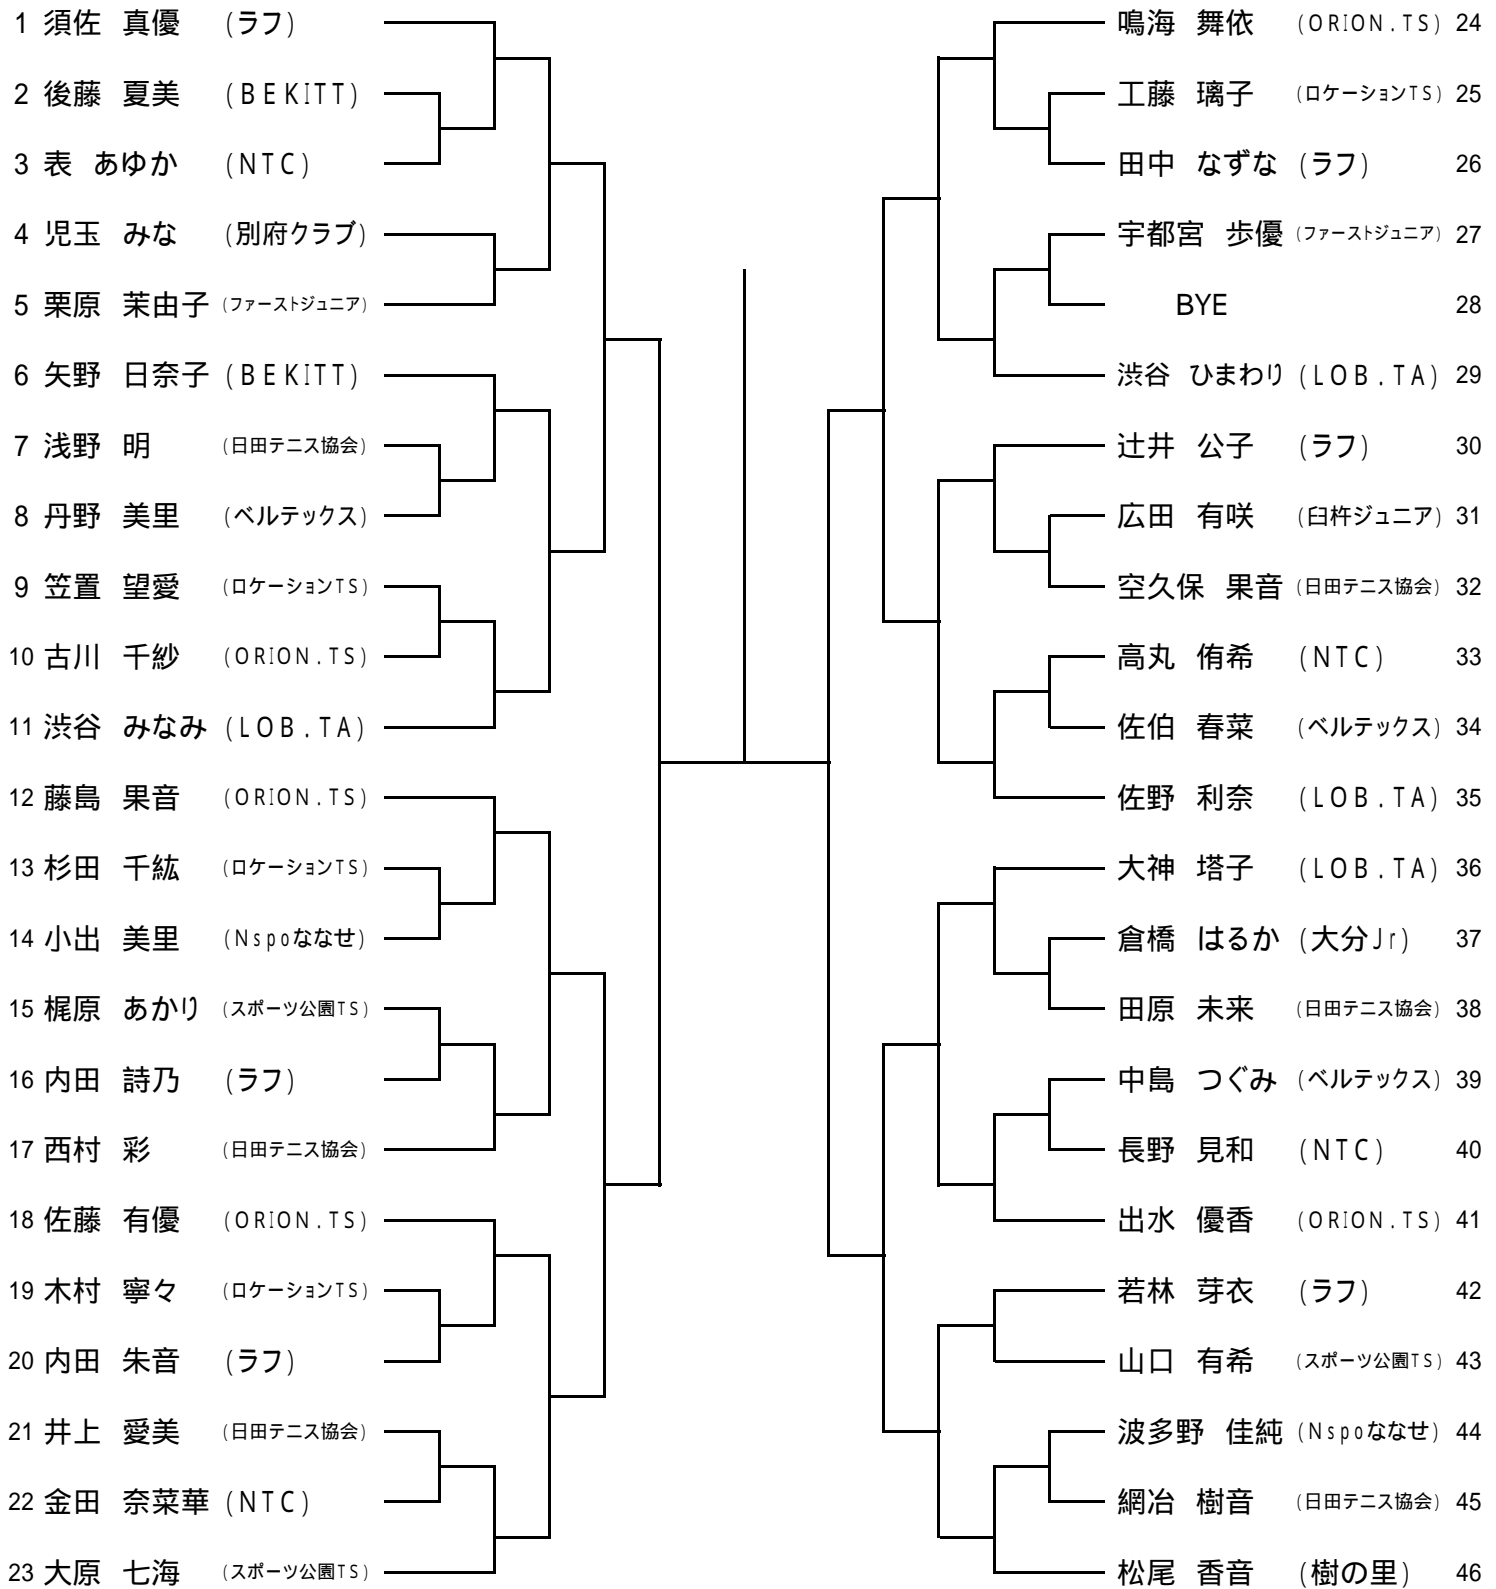 1 須佐 真優 (ラフ)
2 後藤 夏美 (BEKITT)
3 表 あゆか (NTC)
4 児玉 みな (別府クラブ)
5 栗原 茉由子 (ファーストジュニア)
6 矢野 日奈子 (BEKITT)
7 浅野 明 (日田テニス協会)
8 丹野 美里 (ベルテックス)
9 笠置 望愛 (ロケーションTS)
10 古川 千紗 (ORION.TS)
11 渋谷 みなみ (LOB.TA)
12 藤島 果音 (ORION.TS)
13 杉田 千紘 (ロケーションTS)
14 小出 美里 (Nspoななせ)
15 梶原 あかり (スポーツ公園TS)
16 内田 詩乃 (ラフ)
17 西村 彩 (日田テニス協会)
18 佐藤 有優 (ORION.TS)
19 木村 寧々 (ロケーションTS)
20 内田 朱音 (ラフ)
21 井上 愛美 (日田テニス協会)
22 金田 奈菜華 (NTC)
23 大原 七海 (スポーツ公園TS)
鳴海 舞依 (ORION.TS) 24
工藤 璃子 (ロケーションTS) 25
田中 なずな (ラフ) 26
宇都宮 歩優 (ファーストジュニア) 27
BYE 28
渋谷 ひまわり (LOB.TA) 29
辻井 公子 (ラフ) 30
広田 有咲 (臼杵ジュニア) 31
空久保 果音 (日田テニス協会) 32
高丸 侑希 (NTC) 33
佐伯 春菜 (ベルテックス) 34
佐野 利奈 (LOB.TA) 35
大神 塔子 (LOB.TA) 36
倉橋 はるか (大分Jr) 37
田原 未来 (日田テニス協会) 38
中島 つぐみ (ベルテックス) 39
長野 見和 (NTC) 40
出水 優香 (ORION.TS) 41
若林 芽衣 (ラフ) 42
山口 有希 (スポーツ公園TS) 43
波多野 佳純 (Nspoななせ) 44
網冶 樹音 (日田テニス協会) 45
松尾 香音 (樹の里) 46